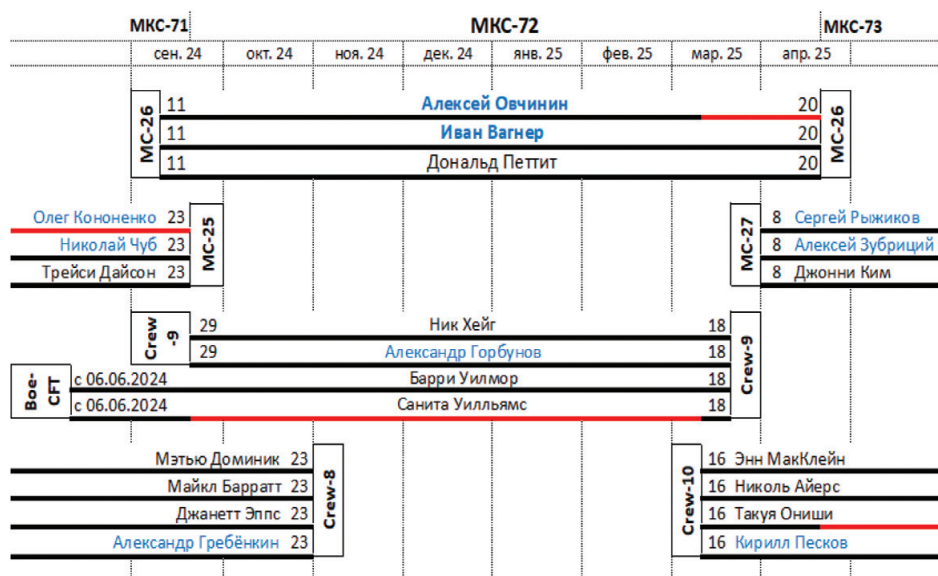 МКС-71 МКС-72 МКС-73
сен. 24 окт. 24 ноя. 24 дек. 24 янв. 25 фев. 25 мар. 25 апр. 25
МС-26 МС-26
11 Алексей Овчинин 20
11 Иван Вагнер 20
11 Дональд Петтит 20
МС-25 МС-27
Олег Кононенко 23 8 Сергей Рыжиков
Николай Чуб 23 8 Алексей Зубриций
Трейси Дайсон 23 8 Джонни Ким
Crew
-9
Crew-9
29 Ник Хейг 18
29 Александр Горбунов 18
Boe-
CFT
с 06.06.2024 Барри Уилмор 18
с 06.06.2024 Санита Уилльямс 18
Crew-8 Crew-10
Мэтью Доминик 23 16 Энн МакКлейн
Майкл Барратт 23 16 Николь Айерс
Джанетт Эппс 23 16 Такуя Ониши
Александр Гребёнкин 23 16 Кирилл Песков